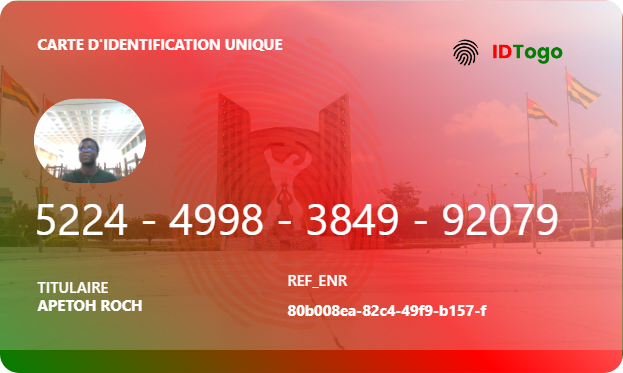 CARTE D'IDENTIFICATION UNIQUE
IDTogo
5224 - 4998 - 3849 - 92079
TITULAIRE
APETOH ROCH
REF_ENR
80b008ea-82c4-49f9-b157-f